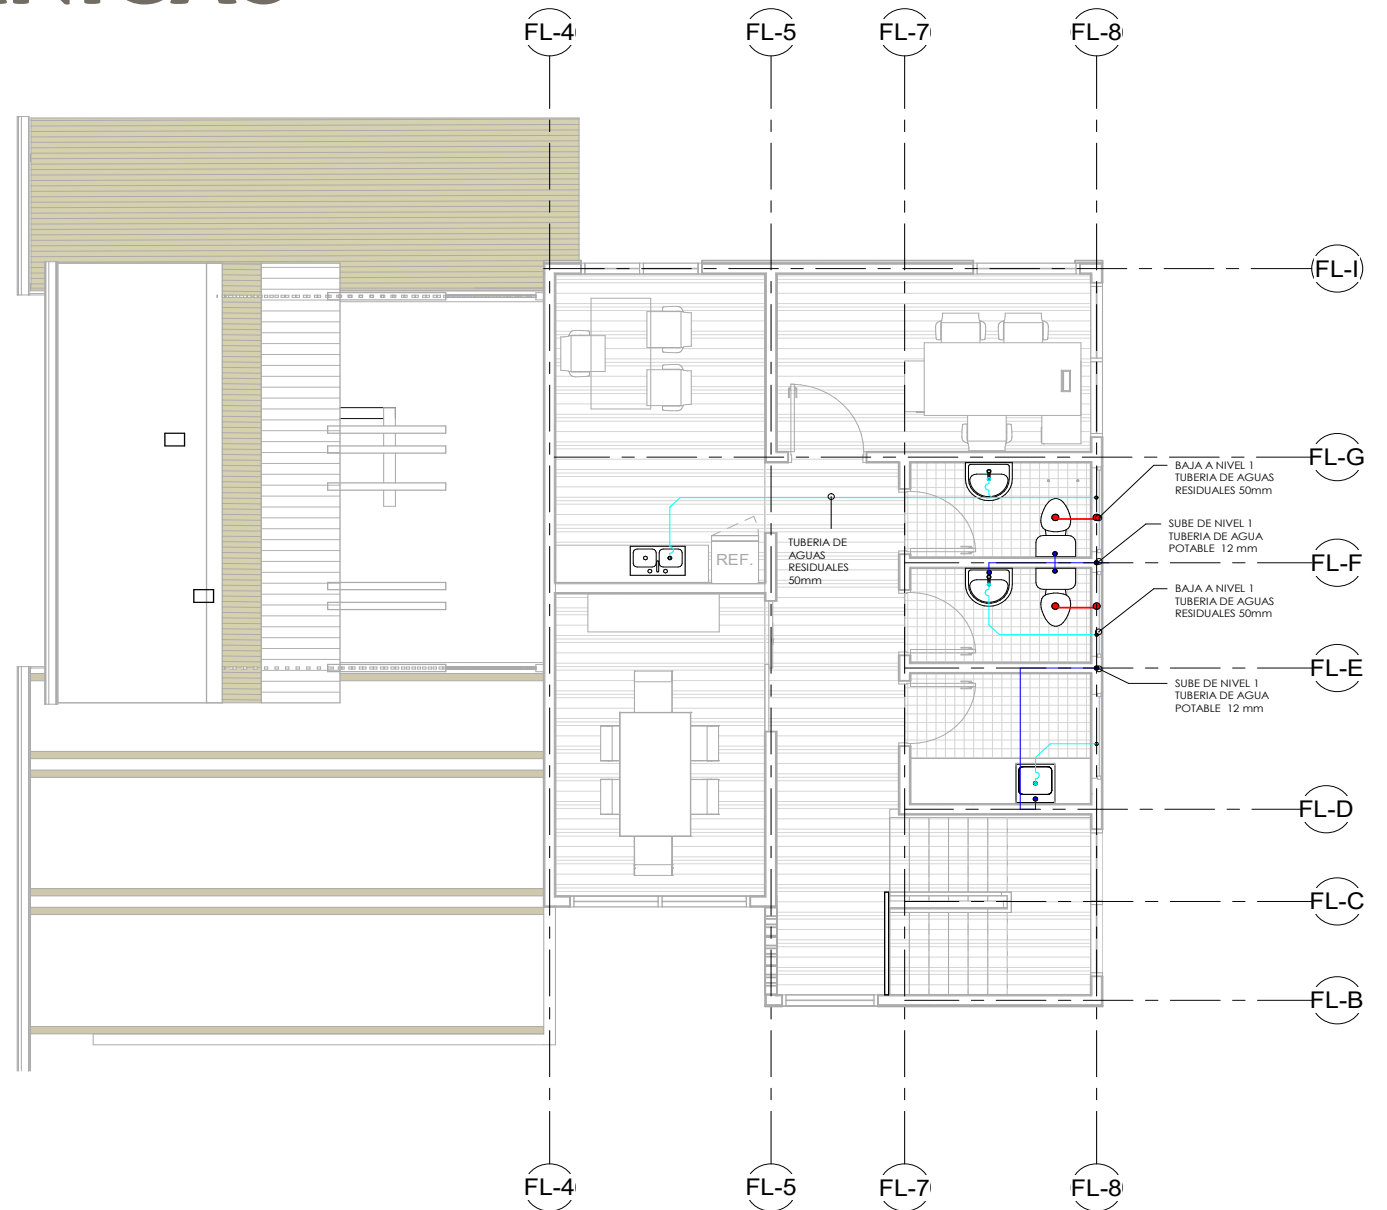 FL-4
FL-5
FL-7
FL-8
FL-I
FL-G
BAJA A NIVEL 1
TUBERIA DE AGUAS
RESIDUALES 50mm
SUBE DE NIVEL 1
TUBERIA DE AGUA
POTABLE 12 mm
TUBERIA DE
AGUAS
RESIDUALES
50mm
REF.
FL-F
BAJA A NIVEL 1
TUBERIA DE AGUAS
RESIDUALES 50mm
FL-E
SUBE DE NIVEL 1
TUBERIA DE AGUA
POTABLE 12 mm
FL-D
FL-C
FL-B
FL-4
FL-5
FL-7
FL-8